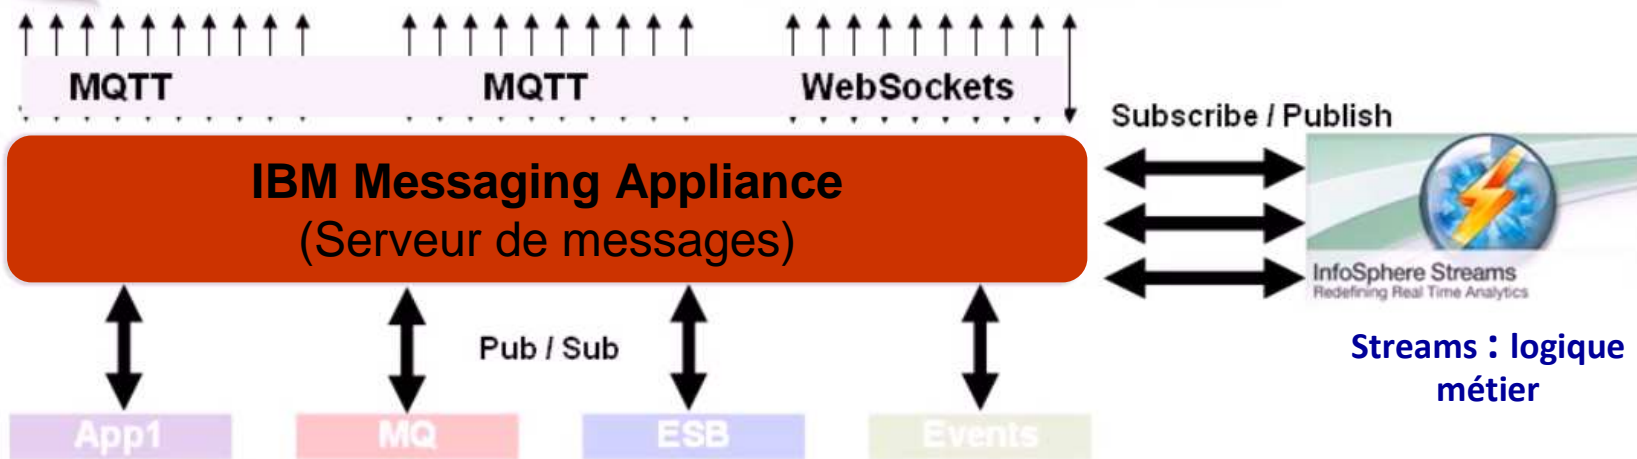 MQTT
MQTT
WebSockets
Subscribe / Publish
IBM Messaging Appliance
(Serveur de messages)
InfoSphere Streams
Redefining Real Time Analytics
Pub / Sub
Streams : logique
métier
App1
MQ
ESB
Events